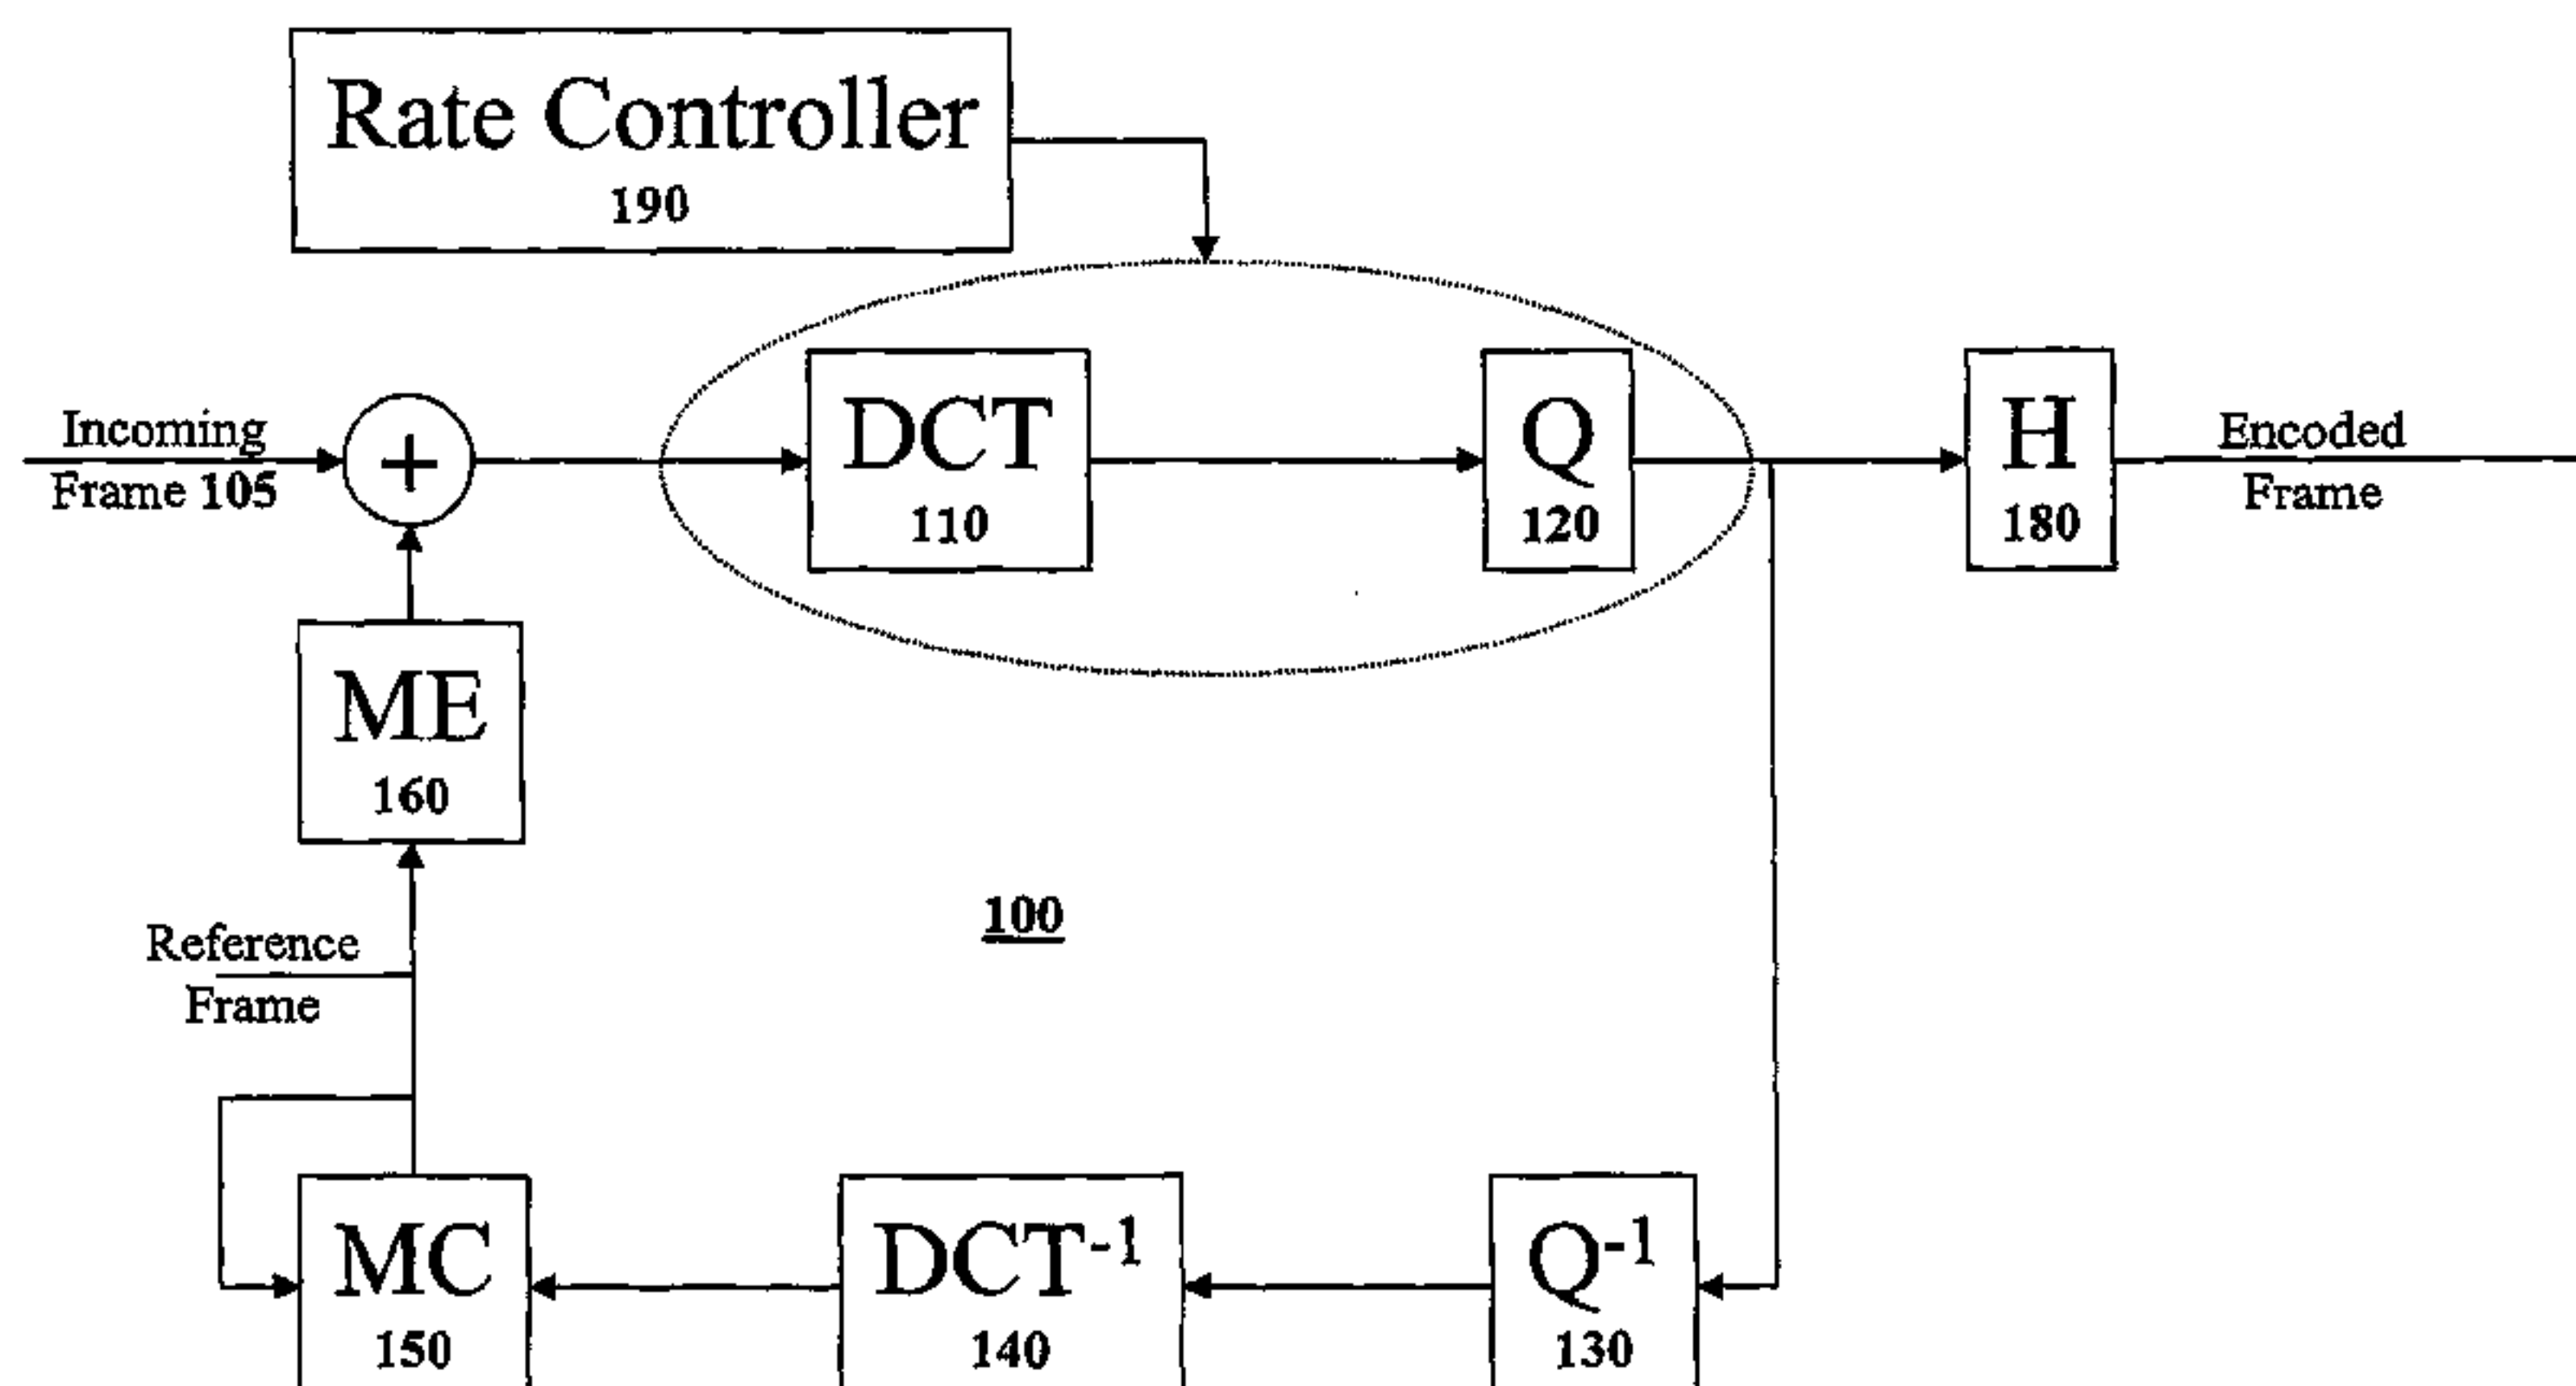 Rate Controller
190
Incoming
Frame 105
+
DCT
110
Q
120
H
180
Encoded
Frame
ME
160
100
Reference
Frame
MC
150
DCT-1
140
Q-1
130